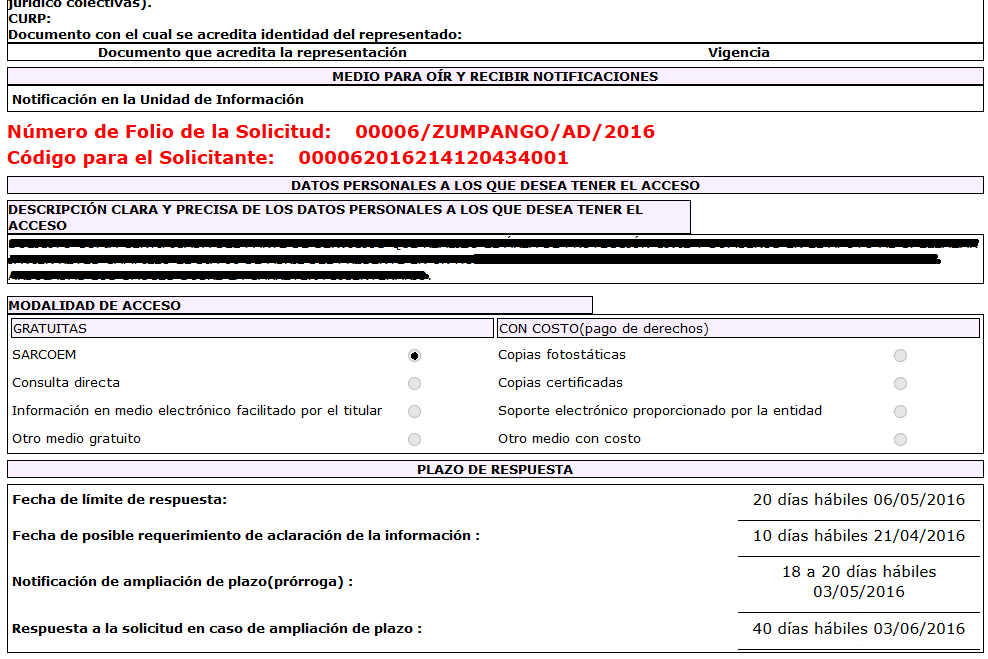 jurídico colectivas).
CURP:
Documento con el cual se acredita identidad del representado:
Documento que acredita la representación Vigencia
MEDIO PARA OÍR Y RECIBIR NOTIFICACIONES
Notificación en la Unidad de Información
Número de Folio de la Solicitud: 00006/ZUMPANGO/AD/2016
Código para el Solicitante: 000062016214120434001
DATOS PERSONALES A LOS QUE DESEA TENER EL ACCESO
DESCRIPCIÓN CLARA Y PRECISA DE LOS DATOS PERSONALES A LOS QUE DESEA TENER EL
ACCESO
MODALIDAD DE ACCESO
GRATUITAS CON COSTO(pago de derechos)
SARCOEM Copias fotostáticas
Consulta directa Copias certificadas
Información en medio electrónico facilitado por el titular Soporte electrónico proporcionado por la entidad
Otro medio gratuito Otro medio con costo
PLAZO DE RESPUESTA
Fecha de límite de respuesta: 20 días hábiles 06/05/2016
Fecha de posible requerimiento de aclaración de la información : 10 días hábiles 21/04/2016
Notificación de ampliación de plazo(prórroga) : 18 a 20 días hábiles
03/05/2016
Respuesta a la solicitud en caso de ampliación de plazo : 40 días hábiles 03/06/2016